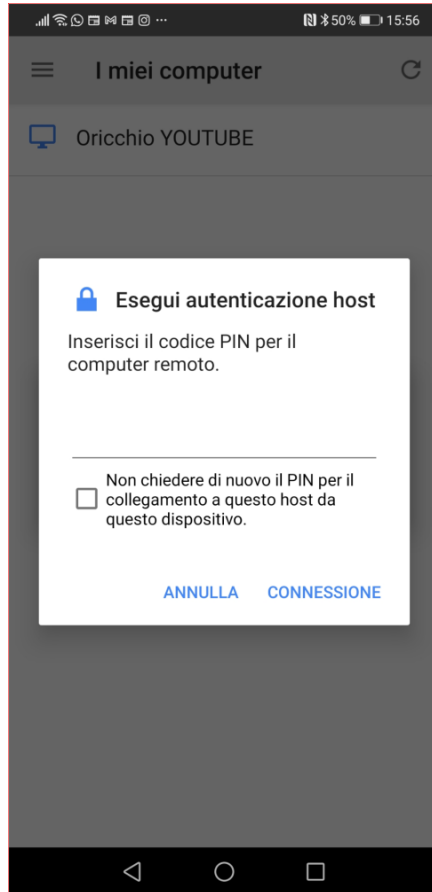 50% 15:56
I miei computer
Oricchio YOUTUBE
Esegui autenticazione host
Inserisci il codice PIN per il
computer remoto.
Non chiedere di nuovo il PIN per il
collegamento a questo host da
questo dispositivo.
ANNULLA CONNESSIONE